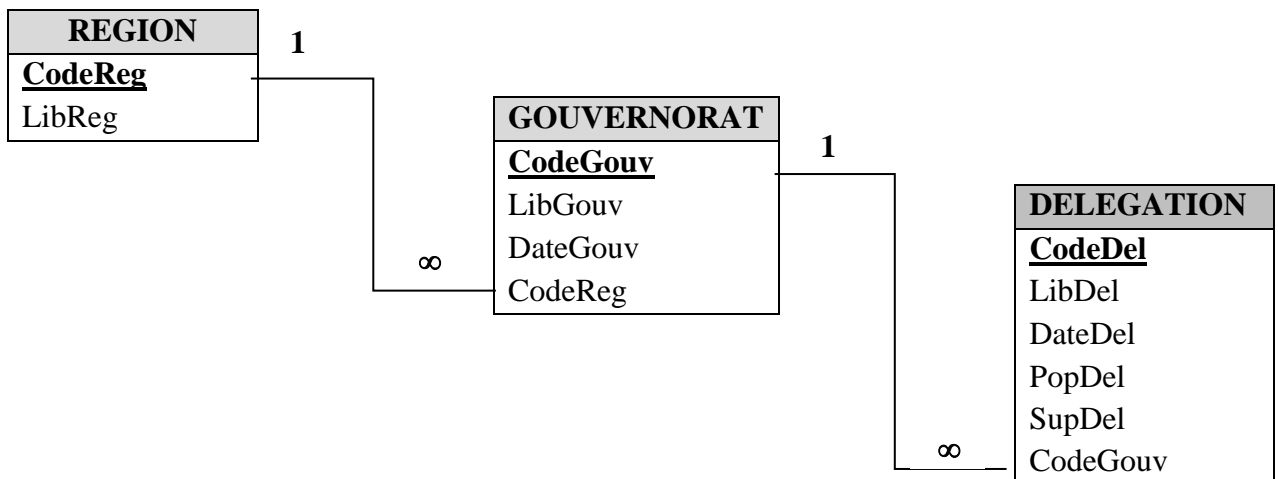 REGION
CodeReg
LibReg
1
∞
GOUVERNORAT
CodeGouv
LibGouv
DateGouv
CodeReg
1
∞
DELEGATION
CodeDel
LibDel
DateDel
PopDel
SupDel
CodeGouv